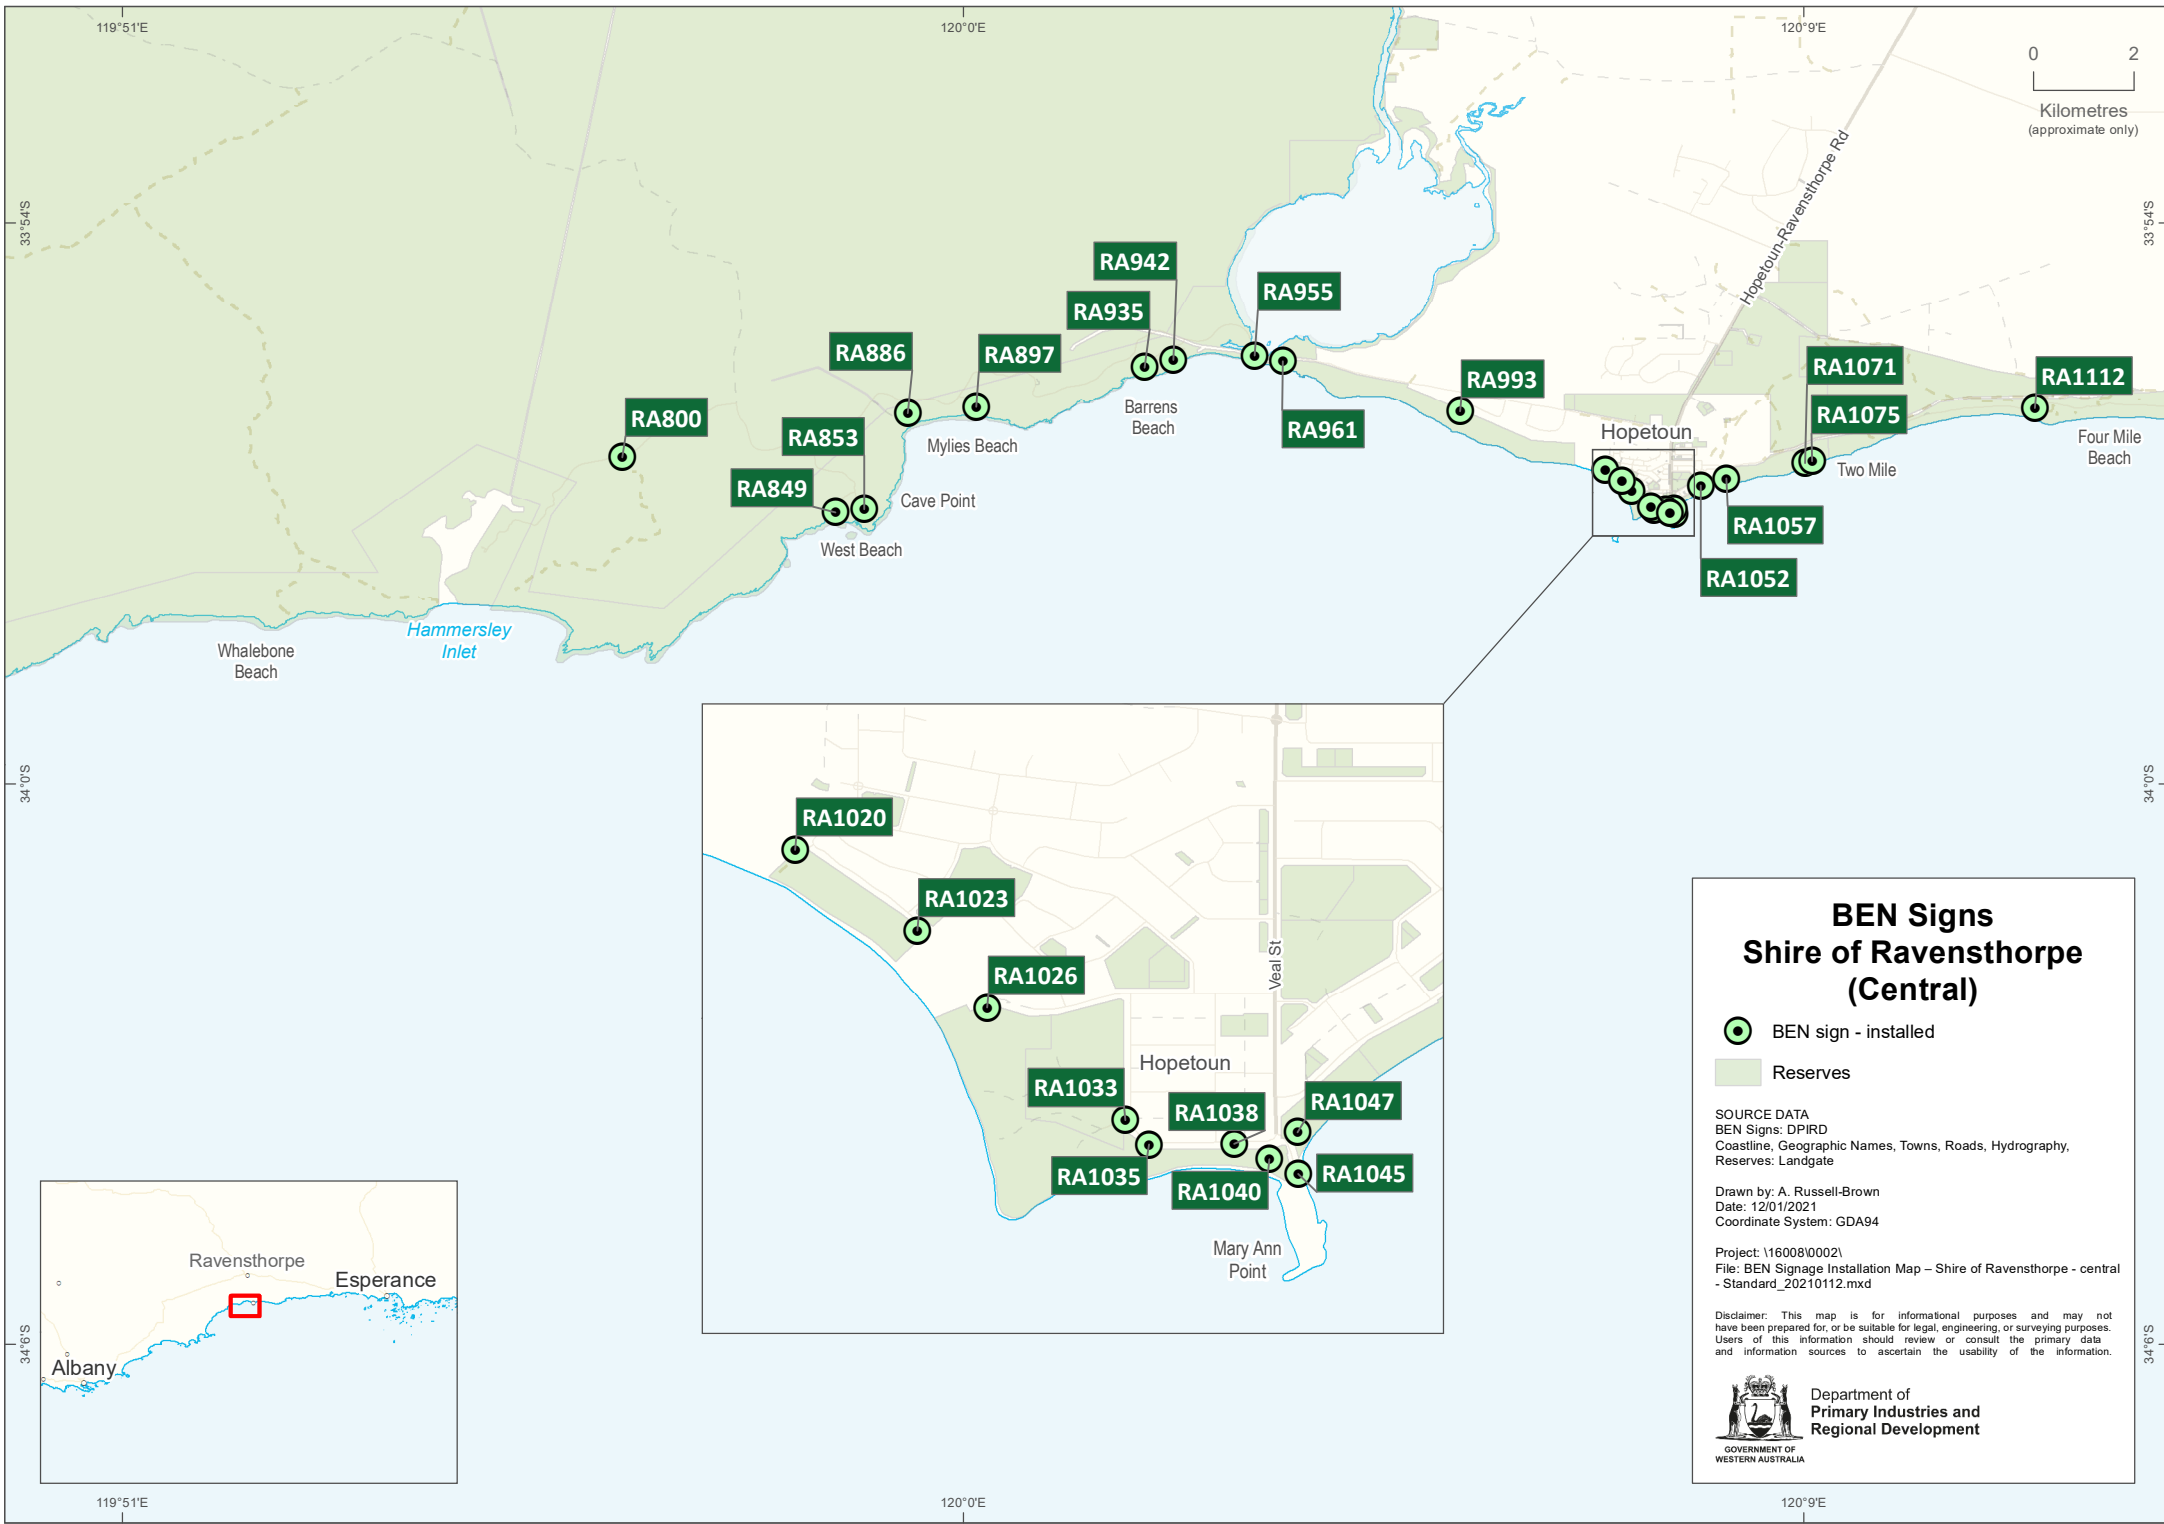 119°51'E
120°0'E
120°9'E
0 2
Kilometres
(approximate only)
33°54'S
33°54'S
Hopetoun-Ravensthorpe Rd
RA942
RA935
RA955
RA886
RA897
RA993
RA1071
RA1112
RA800
RA853
RA1075
Barrens
Beach
RA961
Hopetoun
Four Mile
Beach
Mylies Beach
Two Mile
RA849
Cave Point
RA1057
West Beach
RA1052
Hammersley
Inlet
Whalebone
Beach
34°0'S
34°0'S
RA1020
RA1023
RA1026
Veal St
Hopetoun
RA1033
RA1038
RA1047
RA1035
RA1040
RA1045
Mary Ann
Point
BEN Signs
Shire of Ravensthorpe
(Central)
BEN sign - installed
Reserves
SOURCE DATA
BEN Signs: DPIRD
Coastline, Geographic Names, Towns, Roads, Hydrography,
Reserves: Landgate
Drawn by: A. Russell-Brown
Date: 12/01/2021
Coordinate System: GDA94
Project: \16008\0002\
File: BEN Signage Installation Map – Shire of Ravensthorpe - central
- Standard_20210112.mxd
Disclaimer: This map is for informational purposes and may not
have been prepared for, or be suitable for legal, engineering, or surveying purposes.
Users of this information should review or consult the primary data
and information sources to ascertain the usability of the information.
Department of
Primary Industries and
Regional Development
GOVERNMENT OF
WESTERN AUSTRALIA
Ravensthorpe
Esperance
Albany
34°6'S
34°6'S
119°51'E
120°0'E
120°9'E